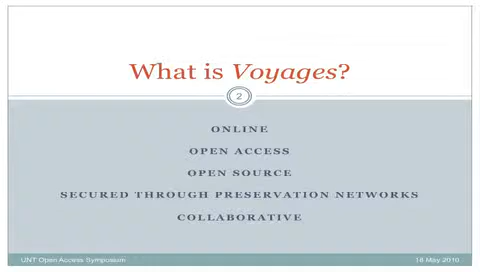 What is Voyages?
2
ONLINE
OPEN ACCESS
OPEN SOURCE
SECURED THROUGH PRESERVATION NETWORKS
COLLABORATIVE
UNT Open Access Symposium
18 May 2010